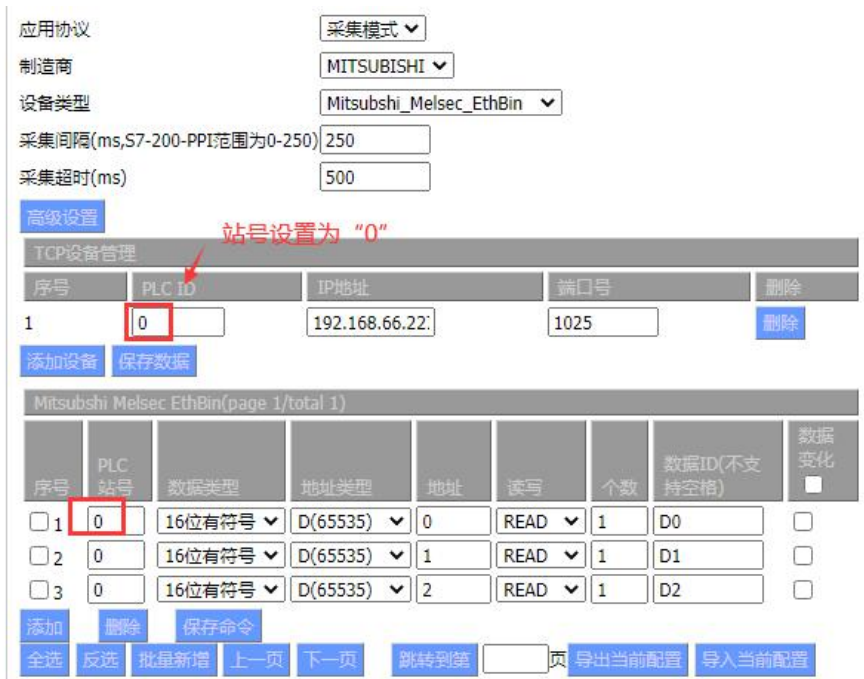 应用协议 采集模式
制造商 MITSUBISHI
设备类型 Mitsubshi_Melsec_EthBin
采集间隔(ms,S7-200-PPI范围为0-250) 250
采集超时(ms) 500
高级设置
站号设置为“0”
TCP设备管理
序号 PLC ID IP地址 端口号 删除
1 0 192.168.66.22 1025 删除
添加设备 保存数据
Mitsubshi Melsec EthBin(page 1/total 1)
序号 PLC站号 数据类型 地址类型 地址 读写 个数 数据ID(不支持空格) 数据变化
1 0 16位有符号 D(65535) 0 READ 1 D0
2 0 16位有符号 D(65535) 1 READ 1 D1
3 0 16位有符号 D(65535) 2 READ 1 D2
添加 删除 保存命令
全选 反选 批量新增 上一页 下一页 跳转到第 页 导出当前配置 导入当前配置